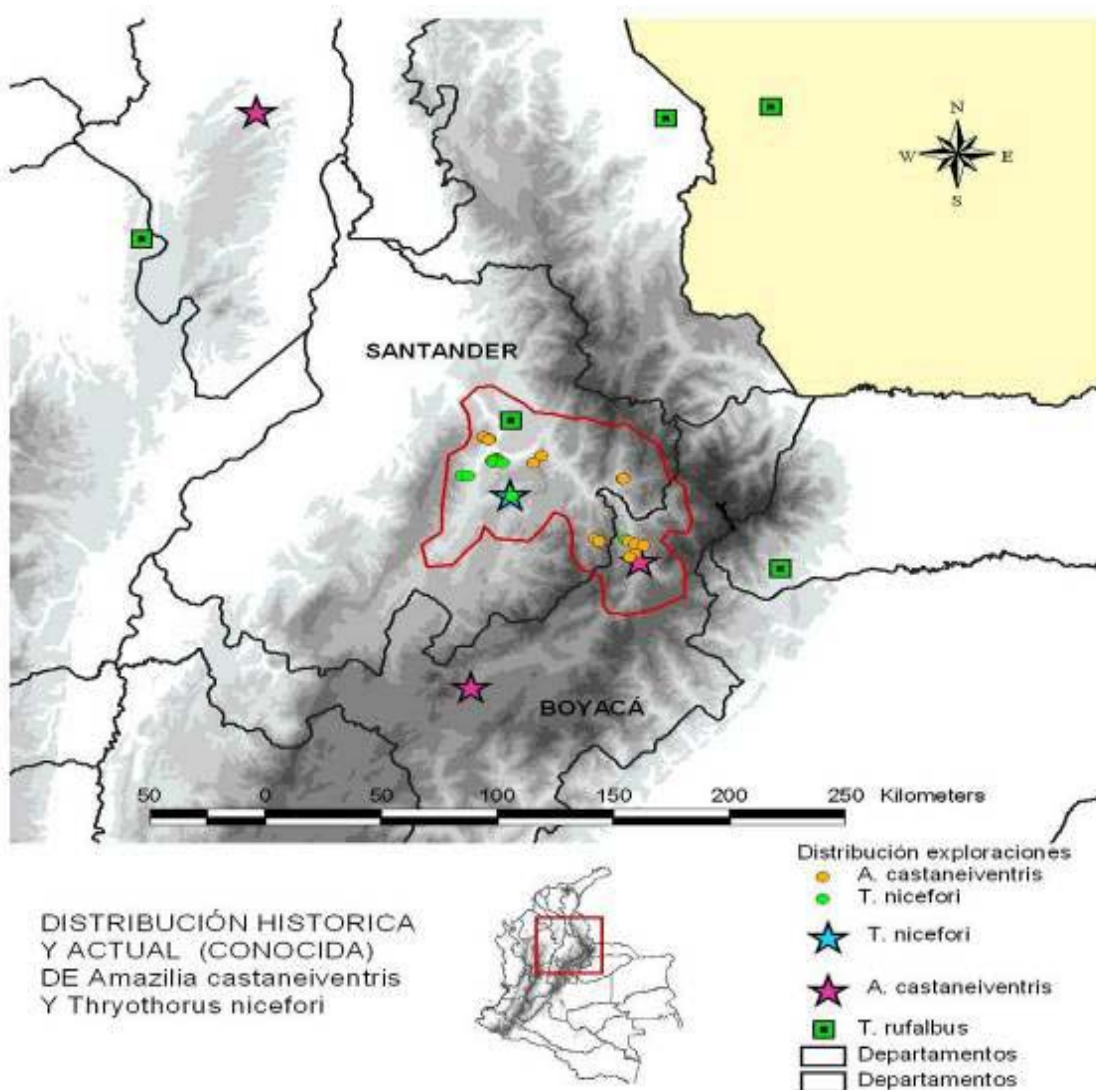 N
W E
S
SANTANDER
BOYACÁ
50 0 50 100 150 200 250 Kilometers
DISTRIBUCIÓN HISTORICA
Y ACTUAL (CONOCIDA)
DE Amazilia castaneiventris
Y Thryothorus nicefori
Distribución exploraciones
A. castaneiventris
T. nicefori
T. nicefori
A. castaneiventris
T. rufalbus
Departamentos
Departamentos